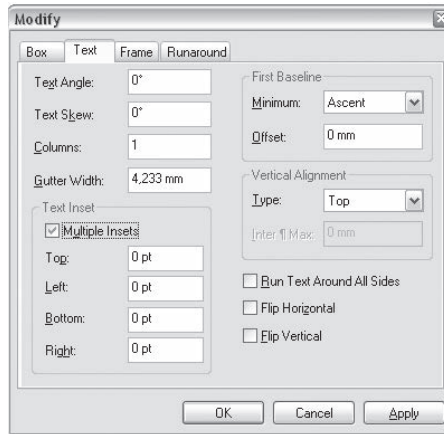 Modify
Box Text Frame Runaround
Text Angle: 0°
Text Skew: 0°
Columns: 1
Gutter Width: 4,233 mm
Text Inset
Multiple Insets
Top: 0 pt
Left: 0 pt
Bottom: 0 pt
Right: 0 pt
First Baseline
Minimum: Ascent
Offset: 0 mm
Vertical Alignment
Type: Top
Inter ¶ Max: 0 mm
Run Text Around All Sides
Flip Horizontal
Flip Vertical
OK Cancel Apply